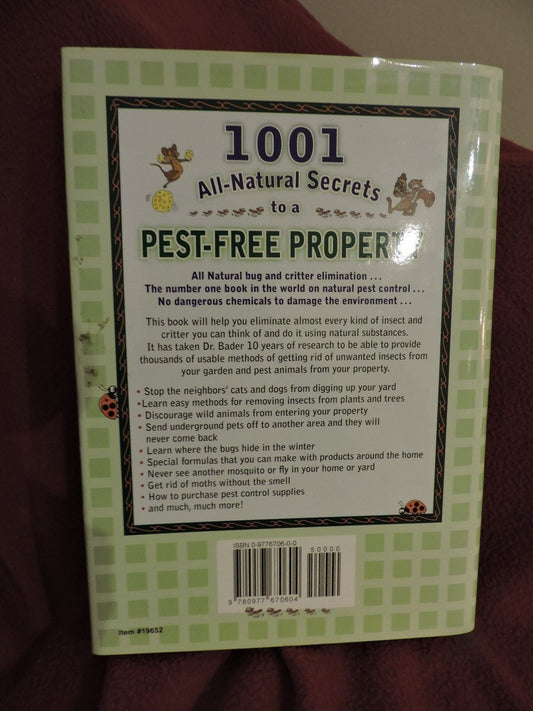 1001
All-Natural Secrets
to a
PEST-FREE PROPERTY
All Natural bug and critter elimination . . .
The number one book in the world on natural pest control . . .
No dangerous chemicals to damage the environment . . .
This book will help you eliminate almost every kind of insect and
critter you can think of and do it using natural substances.
It has taken Dr. Bader 10 years of research to be able to provide
thousands of usable methods of getting rid of unwanted insects from
your garden and pest animals from your property.
• Stop the neighbors' cats and dogs from digging up your yard
• Learn easy methods for removing insects from plants and trees
• Discourage wild animals from entering your property
• Send underground pets off to another area and they will
never come back
• Learn where the bugs hide in the winter
• Special formulas that you can make with products around the home
• Never see another mosquito or fly in your home or yard
• Get rid of moths without the smell
• How to purchase pest control supplies
• and much, much more!
ISBN 0-9776706-0-0
50000
9 780977 670604
Item #19652